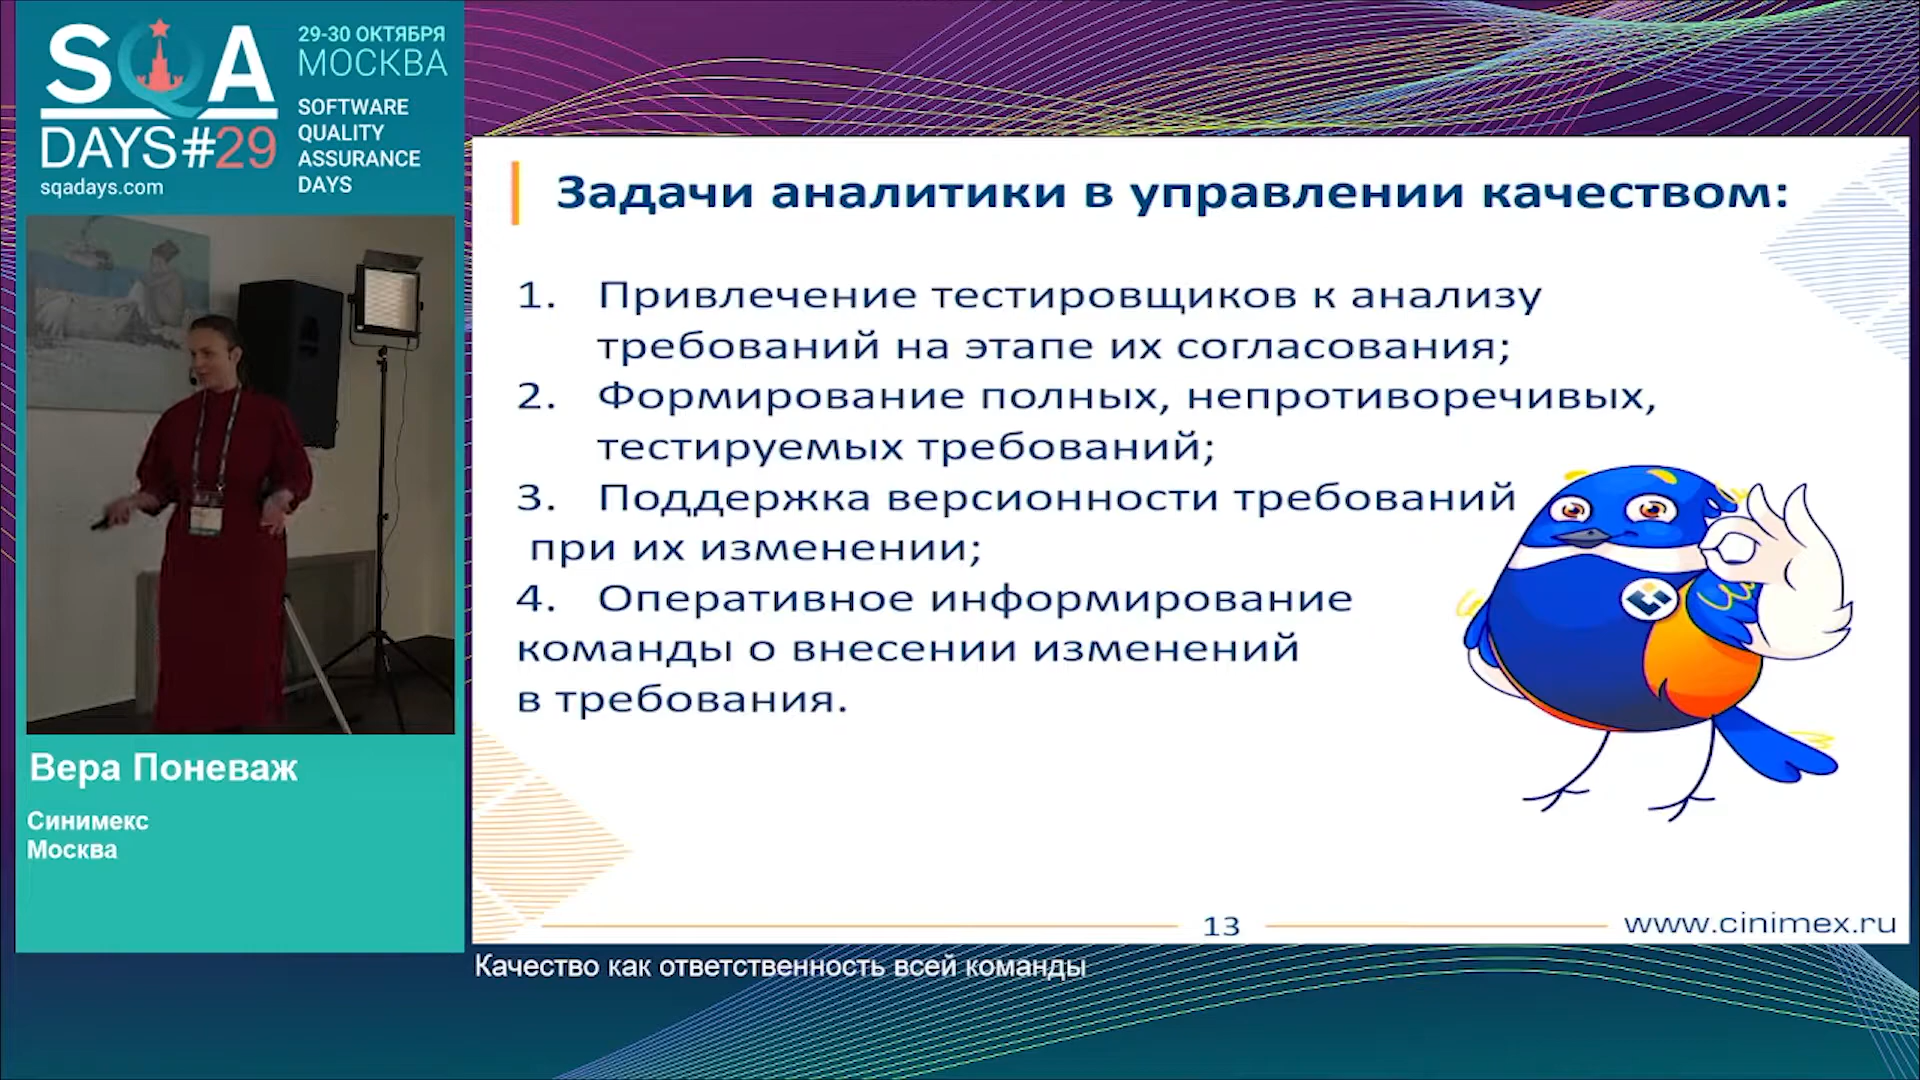 SQA
DAYS#29
sqadays.com
29-30 ОКТЯБРЯ
МОСКВА
SOFTWARE
QUALITY
ASSURANCE
DAYS
Задачи аналитики в управлении качеством:
1. Привлечение тестировщиков к анализу
требований на этапе их согласования;
2. Формирование полных, непротиворечивых,
тестируемых требований;
3. Поддержка версионности требований
при их изменении;
4. Оперативное информирование
команды о внесении изменений
в требования.
13
www.cinimex.ru
Вера Поневаж
Синимекс
Москва
Качество как ответственность всей команды